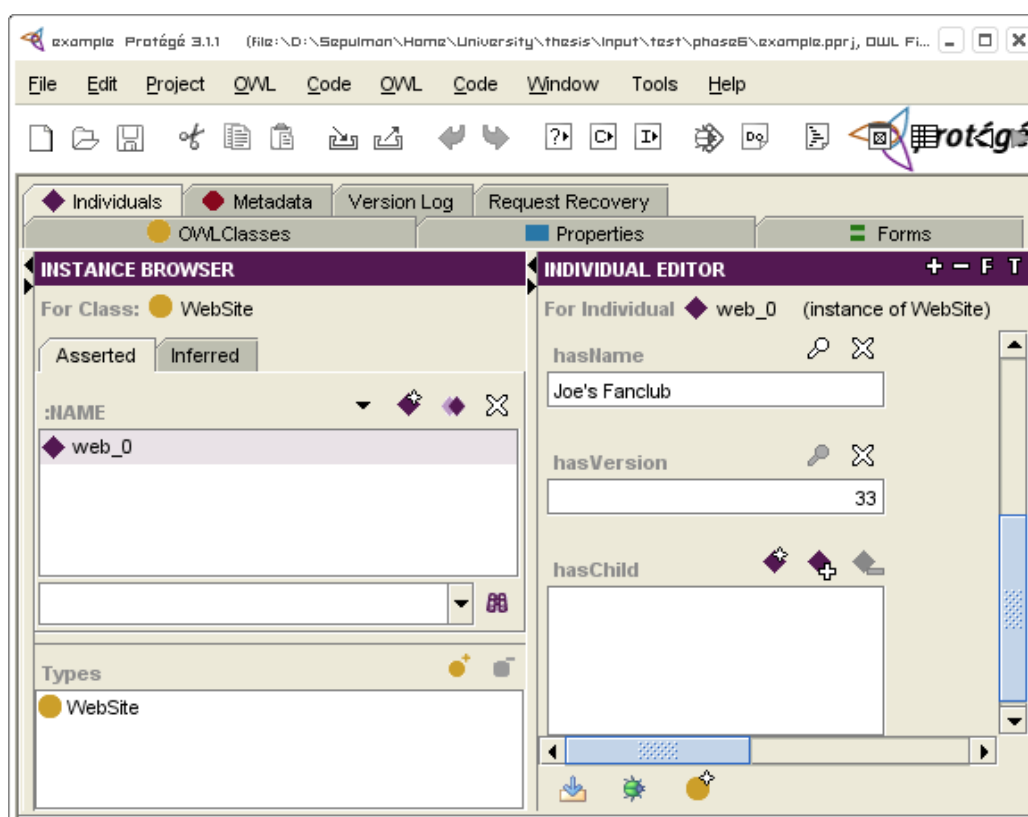 example Protégé 3.1.1 (file:\D:\Sepulman\Home\University\thesis\Input\test\phase6\example.pprj, OWL Fi...
File Edit Project OWL Code OWL Code Window Tools Help
protégé
Individuals Metadata Version Log Request Recovery
OWLClasses Properties Forms
INSTANCE BROWSER
For Class: WebSite
Asserted Inferred
:NAME
web_0
Types
WebSite
INDIVIDUAL EDITOR + − F T
For Individual web_0 (instance of WebSite)
hasName
Joe's Fanclub
hasVersion
33
hasChild